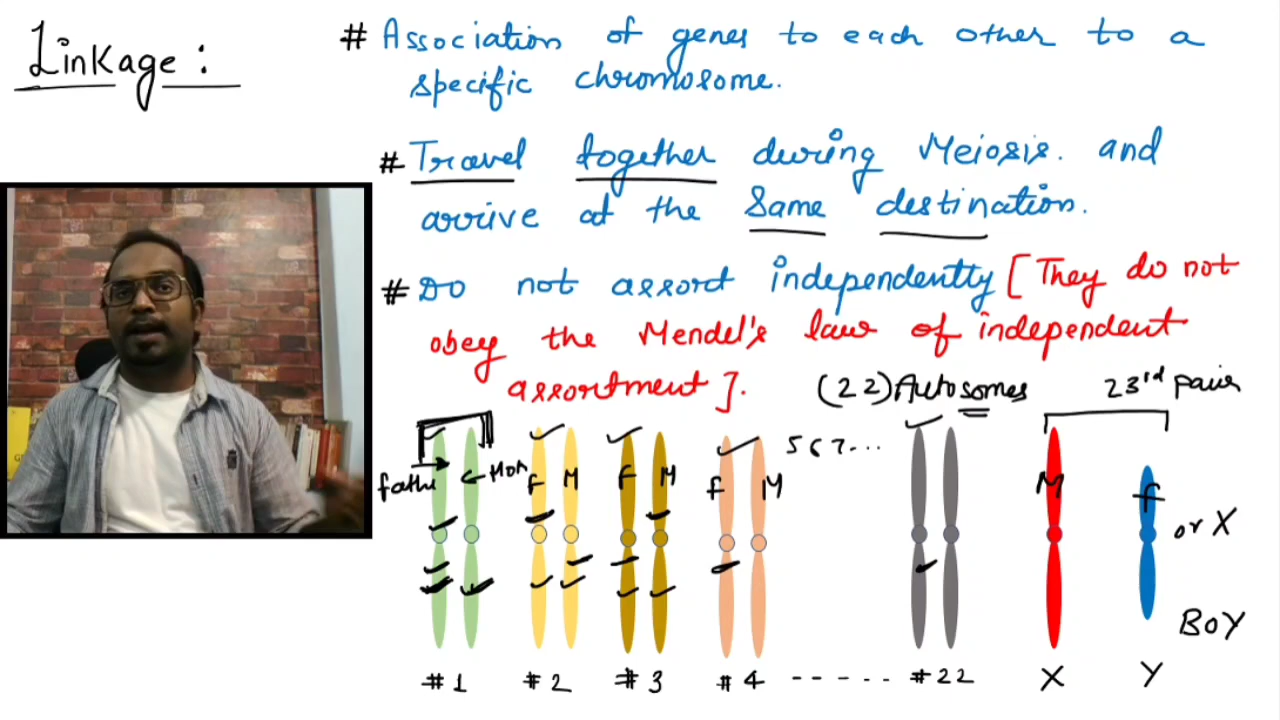 Linkage :
# Association of genes to each other to a
specific chromosome.
# Travel together during Meiosis. and
arrive at the same destination.
# Do not assort independently [They do not
obey the Mendel's law of independent
assortment].
(22) Autosomes
23rd pair
5 6 7...
F M
F M
F M
M F
or X
BOY
#1 #2 #3 #4 - - - - - #22 X Y